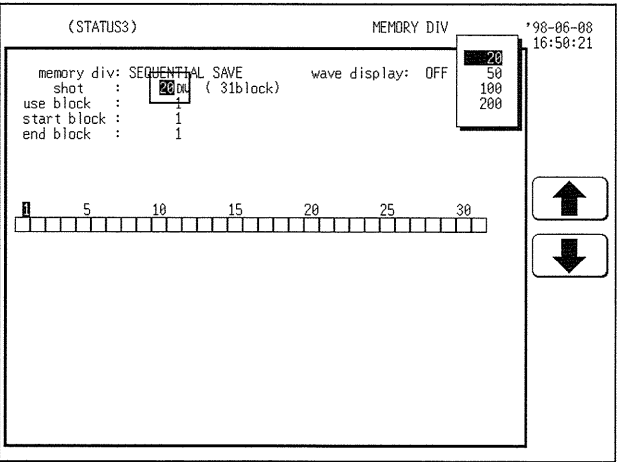 (STATUS3) MEMORY DIV '98-06-08
16:50:21
20
50
100
200
memory div: SEQUENTIAL SAVE wave display: OFF
shot : 20DIV ( 31block)
use block : 1
start block : 1
end block : 1
1 5 10 15 20 25 30